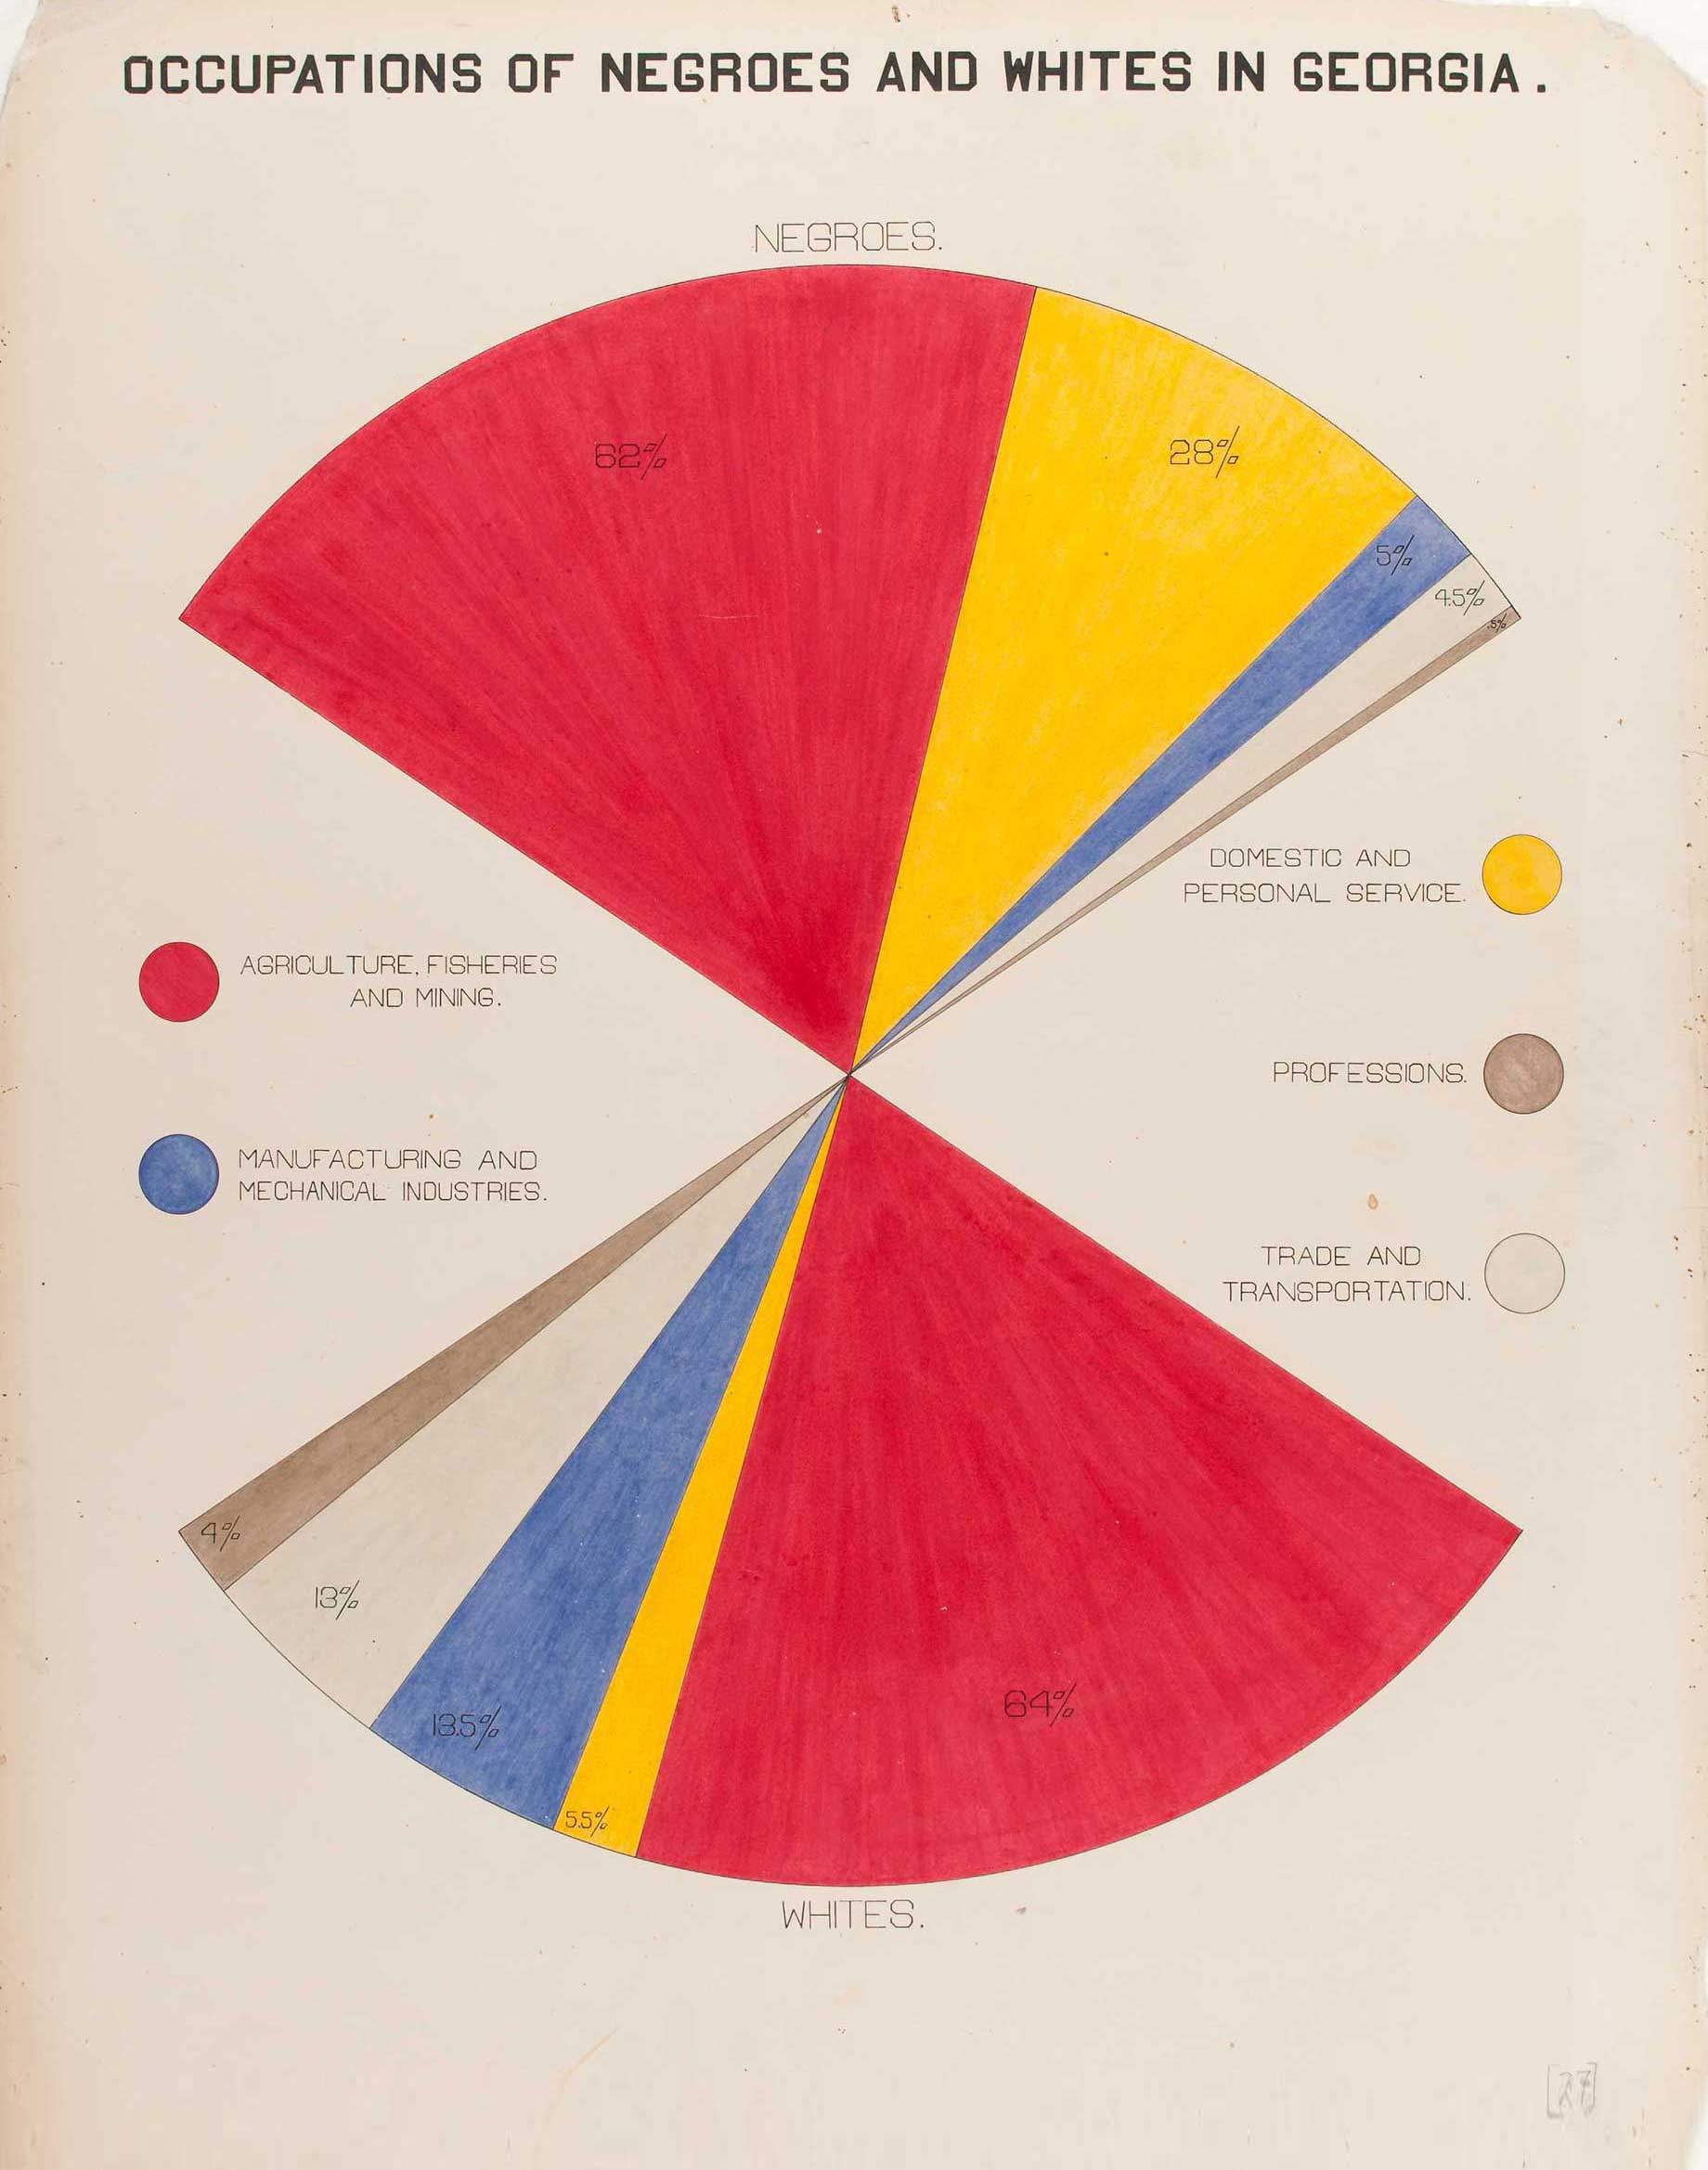 OCCUPATIONS OF NEGROES AND WHITES IN GEORGIA.
NEGROES.
62%
28%
5%
4.5%
.5%
DOMESTIC AND
PERSONAL SERVICE.
AGRICULTURE, FISHERIES
AND MINING.
PROFESSIONS.
MANUFACTURING AND
MECHANICAL INDUSTRIES.
TRADE AND
TRANSPORTATION.
4%
13%
13.5%
5.5%
64%
WHITES.
[27]